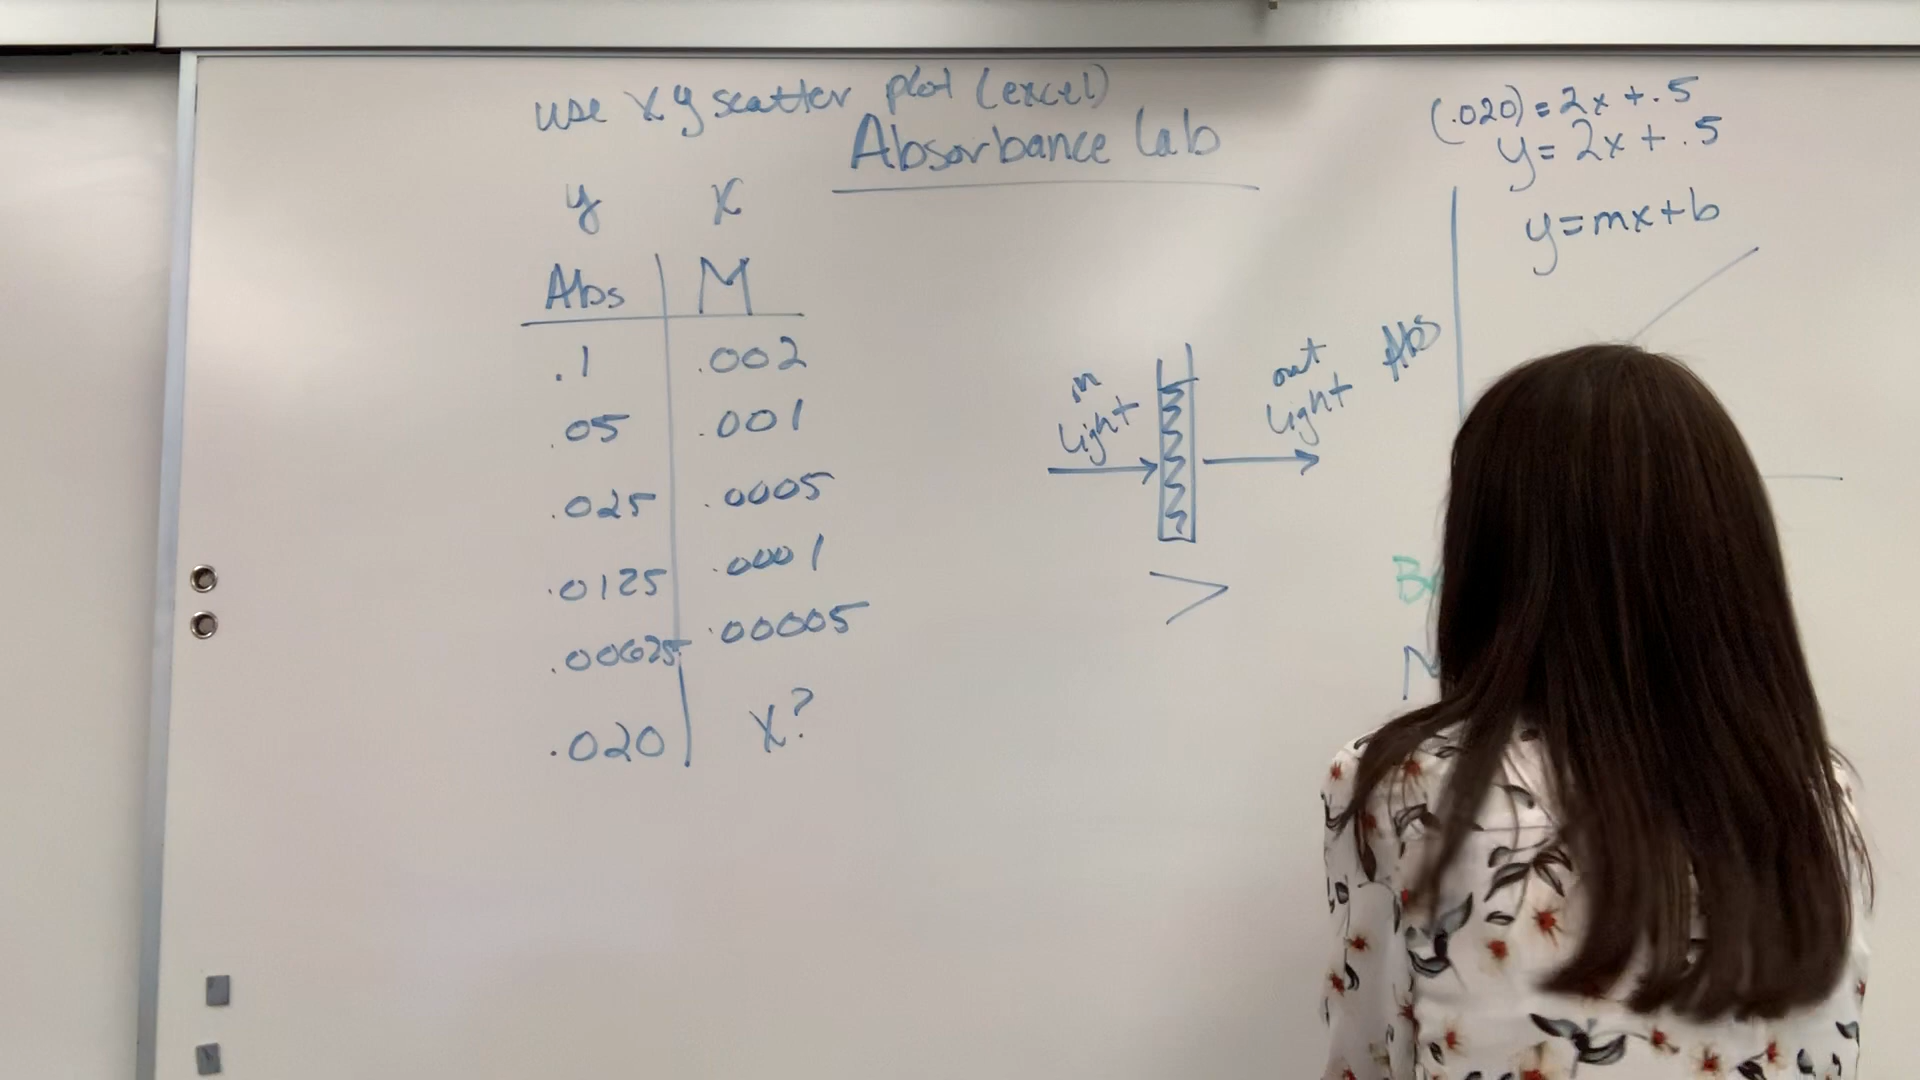 use xy scatter plot (excel)
Absorbance Lab
y x
Abs M
.1 .002
.05 .001
.025 .0005
.0125 .0001
.00625 .00005
.020 x?
in
light
out
light
(.020) = 2x + .5
y = 2x + .5
y = mx + b
Abs